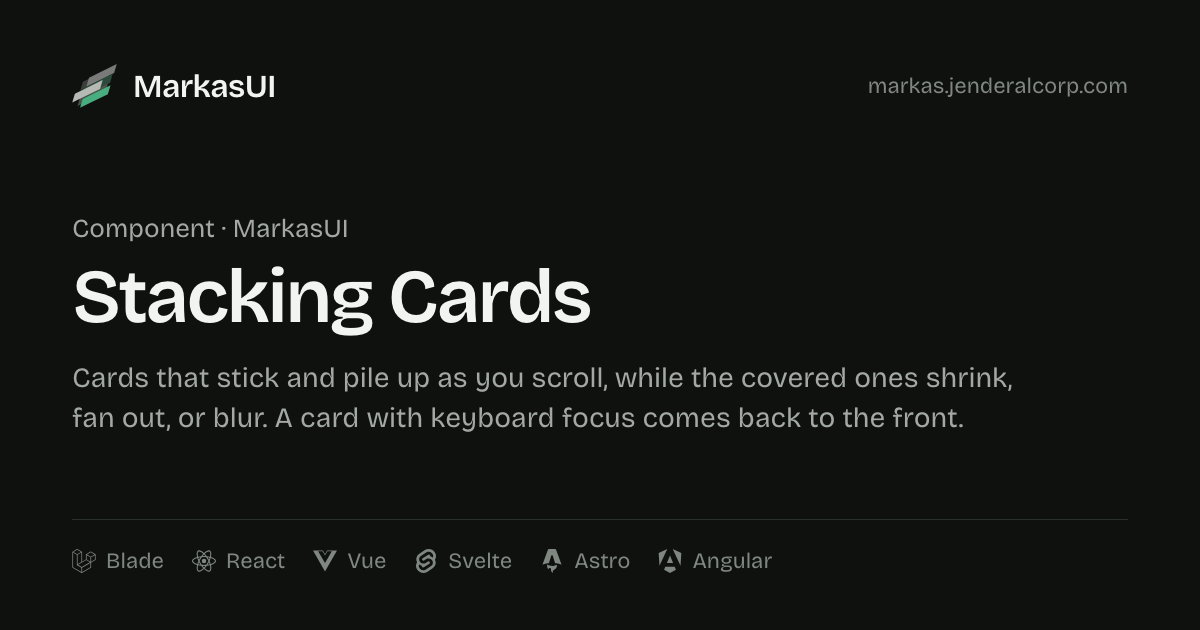 MarkasUI
markas.jenderalcorp.com
Component · MarkasUI
Stacking Cards
Cards that stick and pile up as you scroll, while the covered ones shrink,
fan out, or blur. A card with keyboard focus comes back to the front.
Blade React Vue Svelte Astro Angular